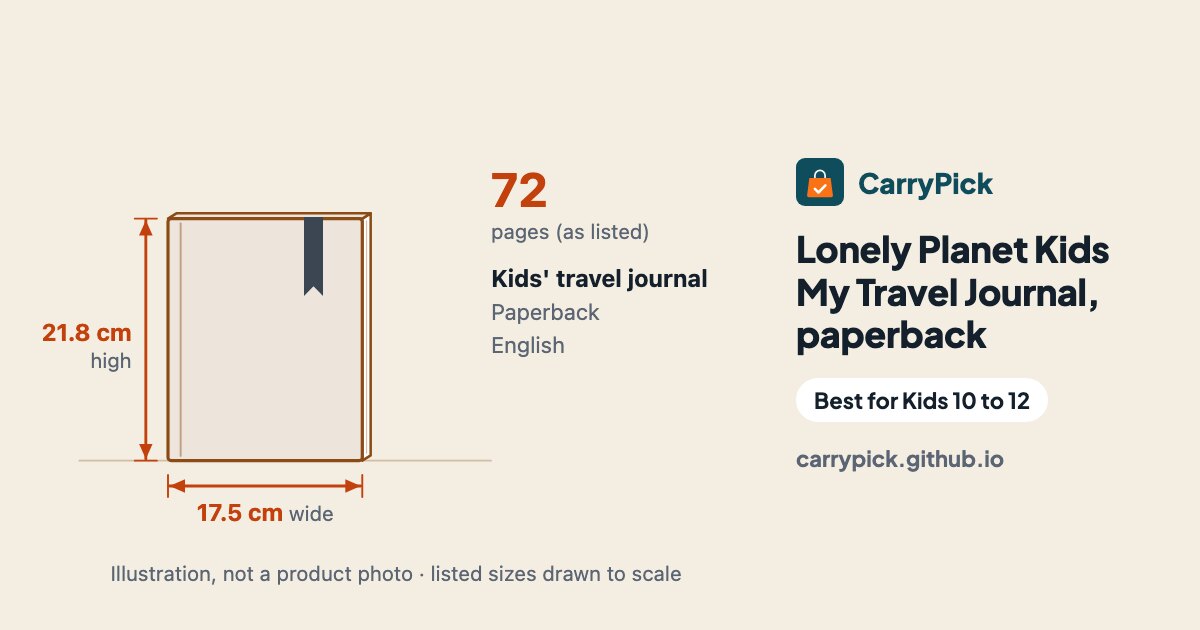 21.8 cm
high
17.5 cm wide
72
pages (as listed)
Kids' travel journal
Paperback
English
CarryPick
Lonely Planet Kids
My Travel Journal,
paperback
Best for Kids 10 to 12
carrypick.github.io
Illustration, not a product photo · listed sizes drawn to scale